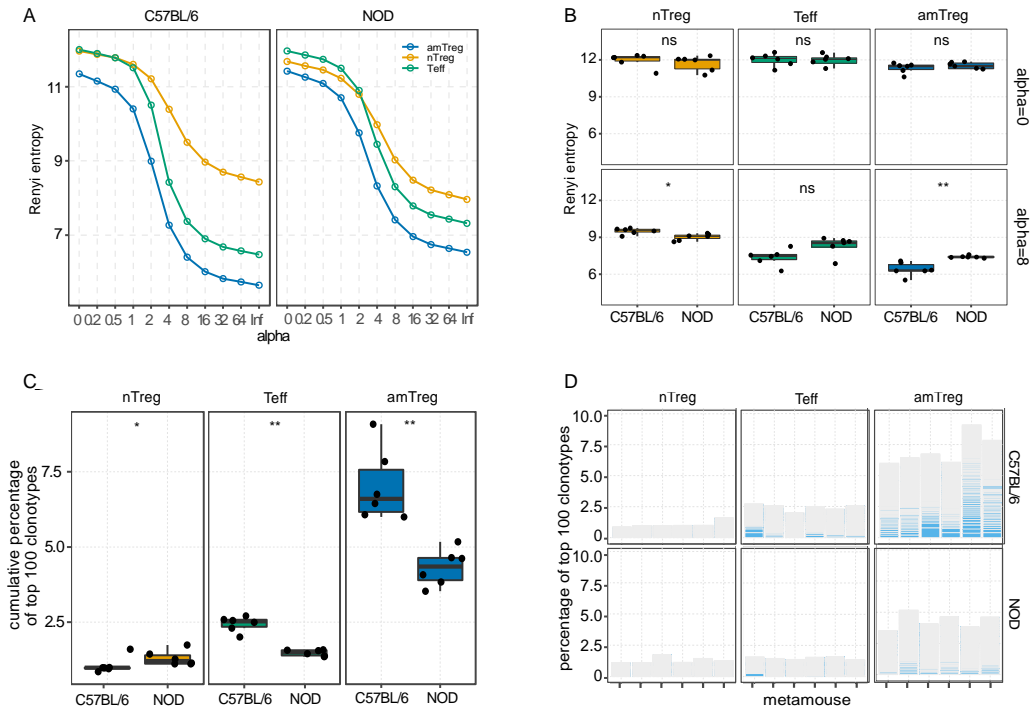 A
C57BL/6
NOD
Renyi entropy
11
9
7
amTreg
nTreg
Teff
0 0.2 0.5 1 2 4 8 16 32 64 Inf
0 0.2 0.5 1 2 4 8 16 32 64 Inf
alpha
B
nTreg
Teff
amTreg
Renyi entropy
12
9
6
ns
ns
ns
alpha=0
12
9
6
*
ns
**
alpha=8
C57BL/6 NOD
C57BL/6 NOD
C57BL/6 NOD
C
nTreg
Teff
amTreg
cumulative percentage
of top 100 clonotypes
7.5
5.0
2.5
*
**
**
C57BL/6 NOD
C57BL/6 NOD
C57BL/6 NOD
D
nTreg
Teff
amTreg
percentage of top 100 clonotypes
10.0
7.5
5.0
2.5
0
C57BL/6
10.0
7.5
5.0
2.5
0
NOD
metamouse